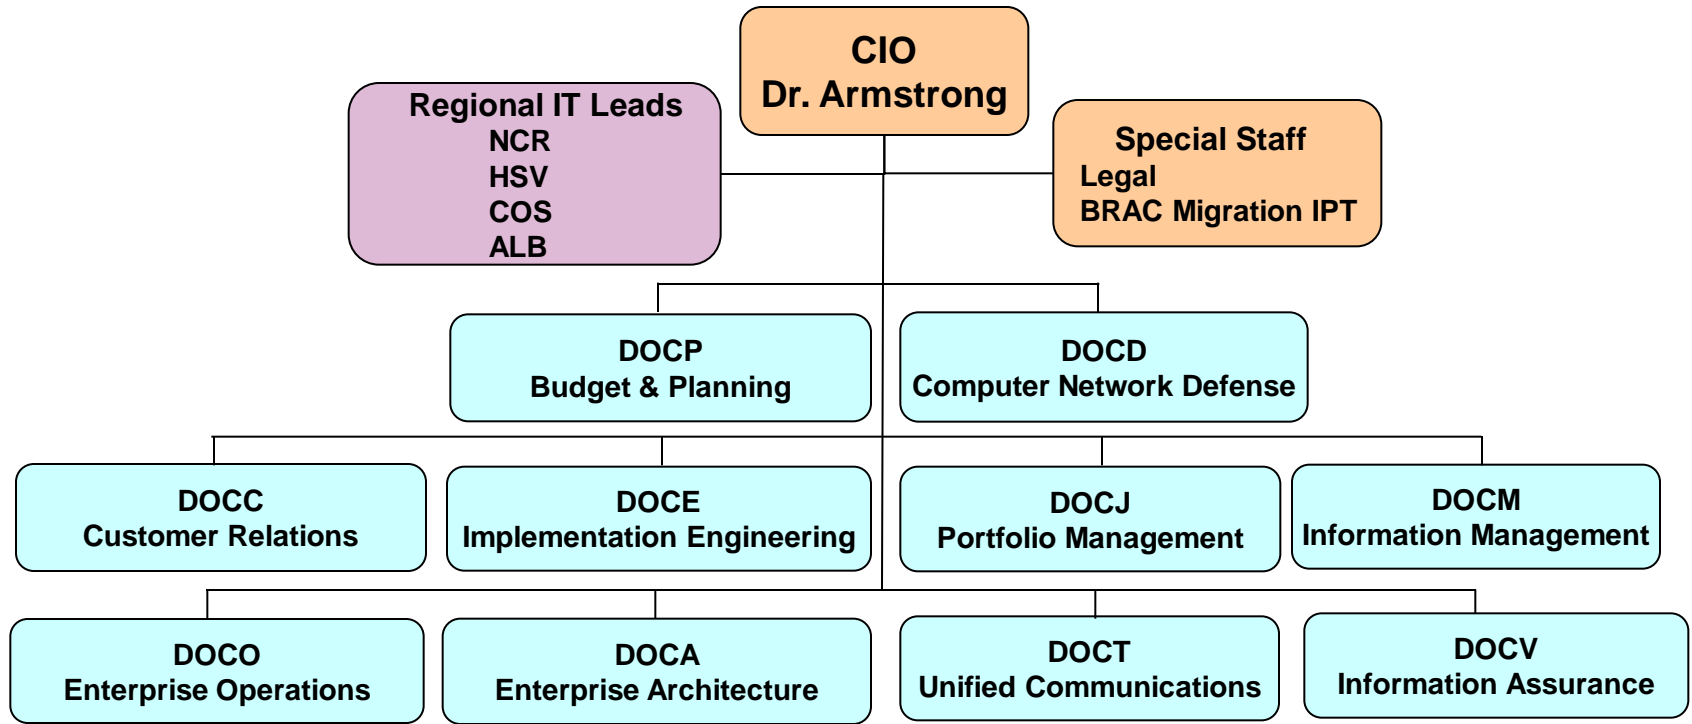 CIO
Dr. Armstrong
Regional IT Leads
NCR
HSV
COS
ALB
Special Staff
Legal
BRAC Migration IPT
DOCP
Budget & Planning
DOCD
Computer Network Defense
DOCC
Customer Relations
DOCE
Implementation Engineering
DOCJ
Portfolio Management
DOCM
Information Management
DOCO
Enterprise Operations
DOCA
Enterprise Architecture
DOCT
Unified Communications
DOCV
Information Assurance